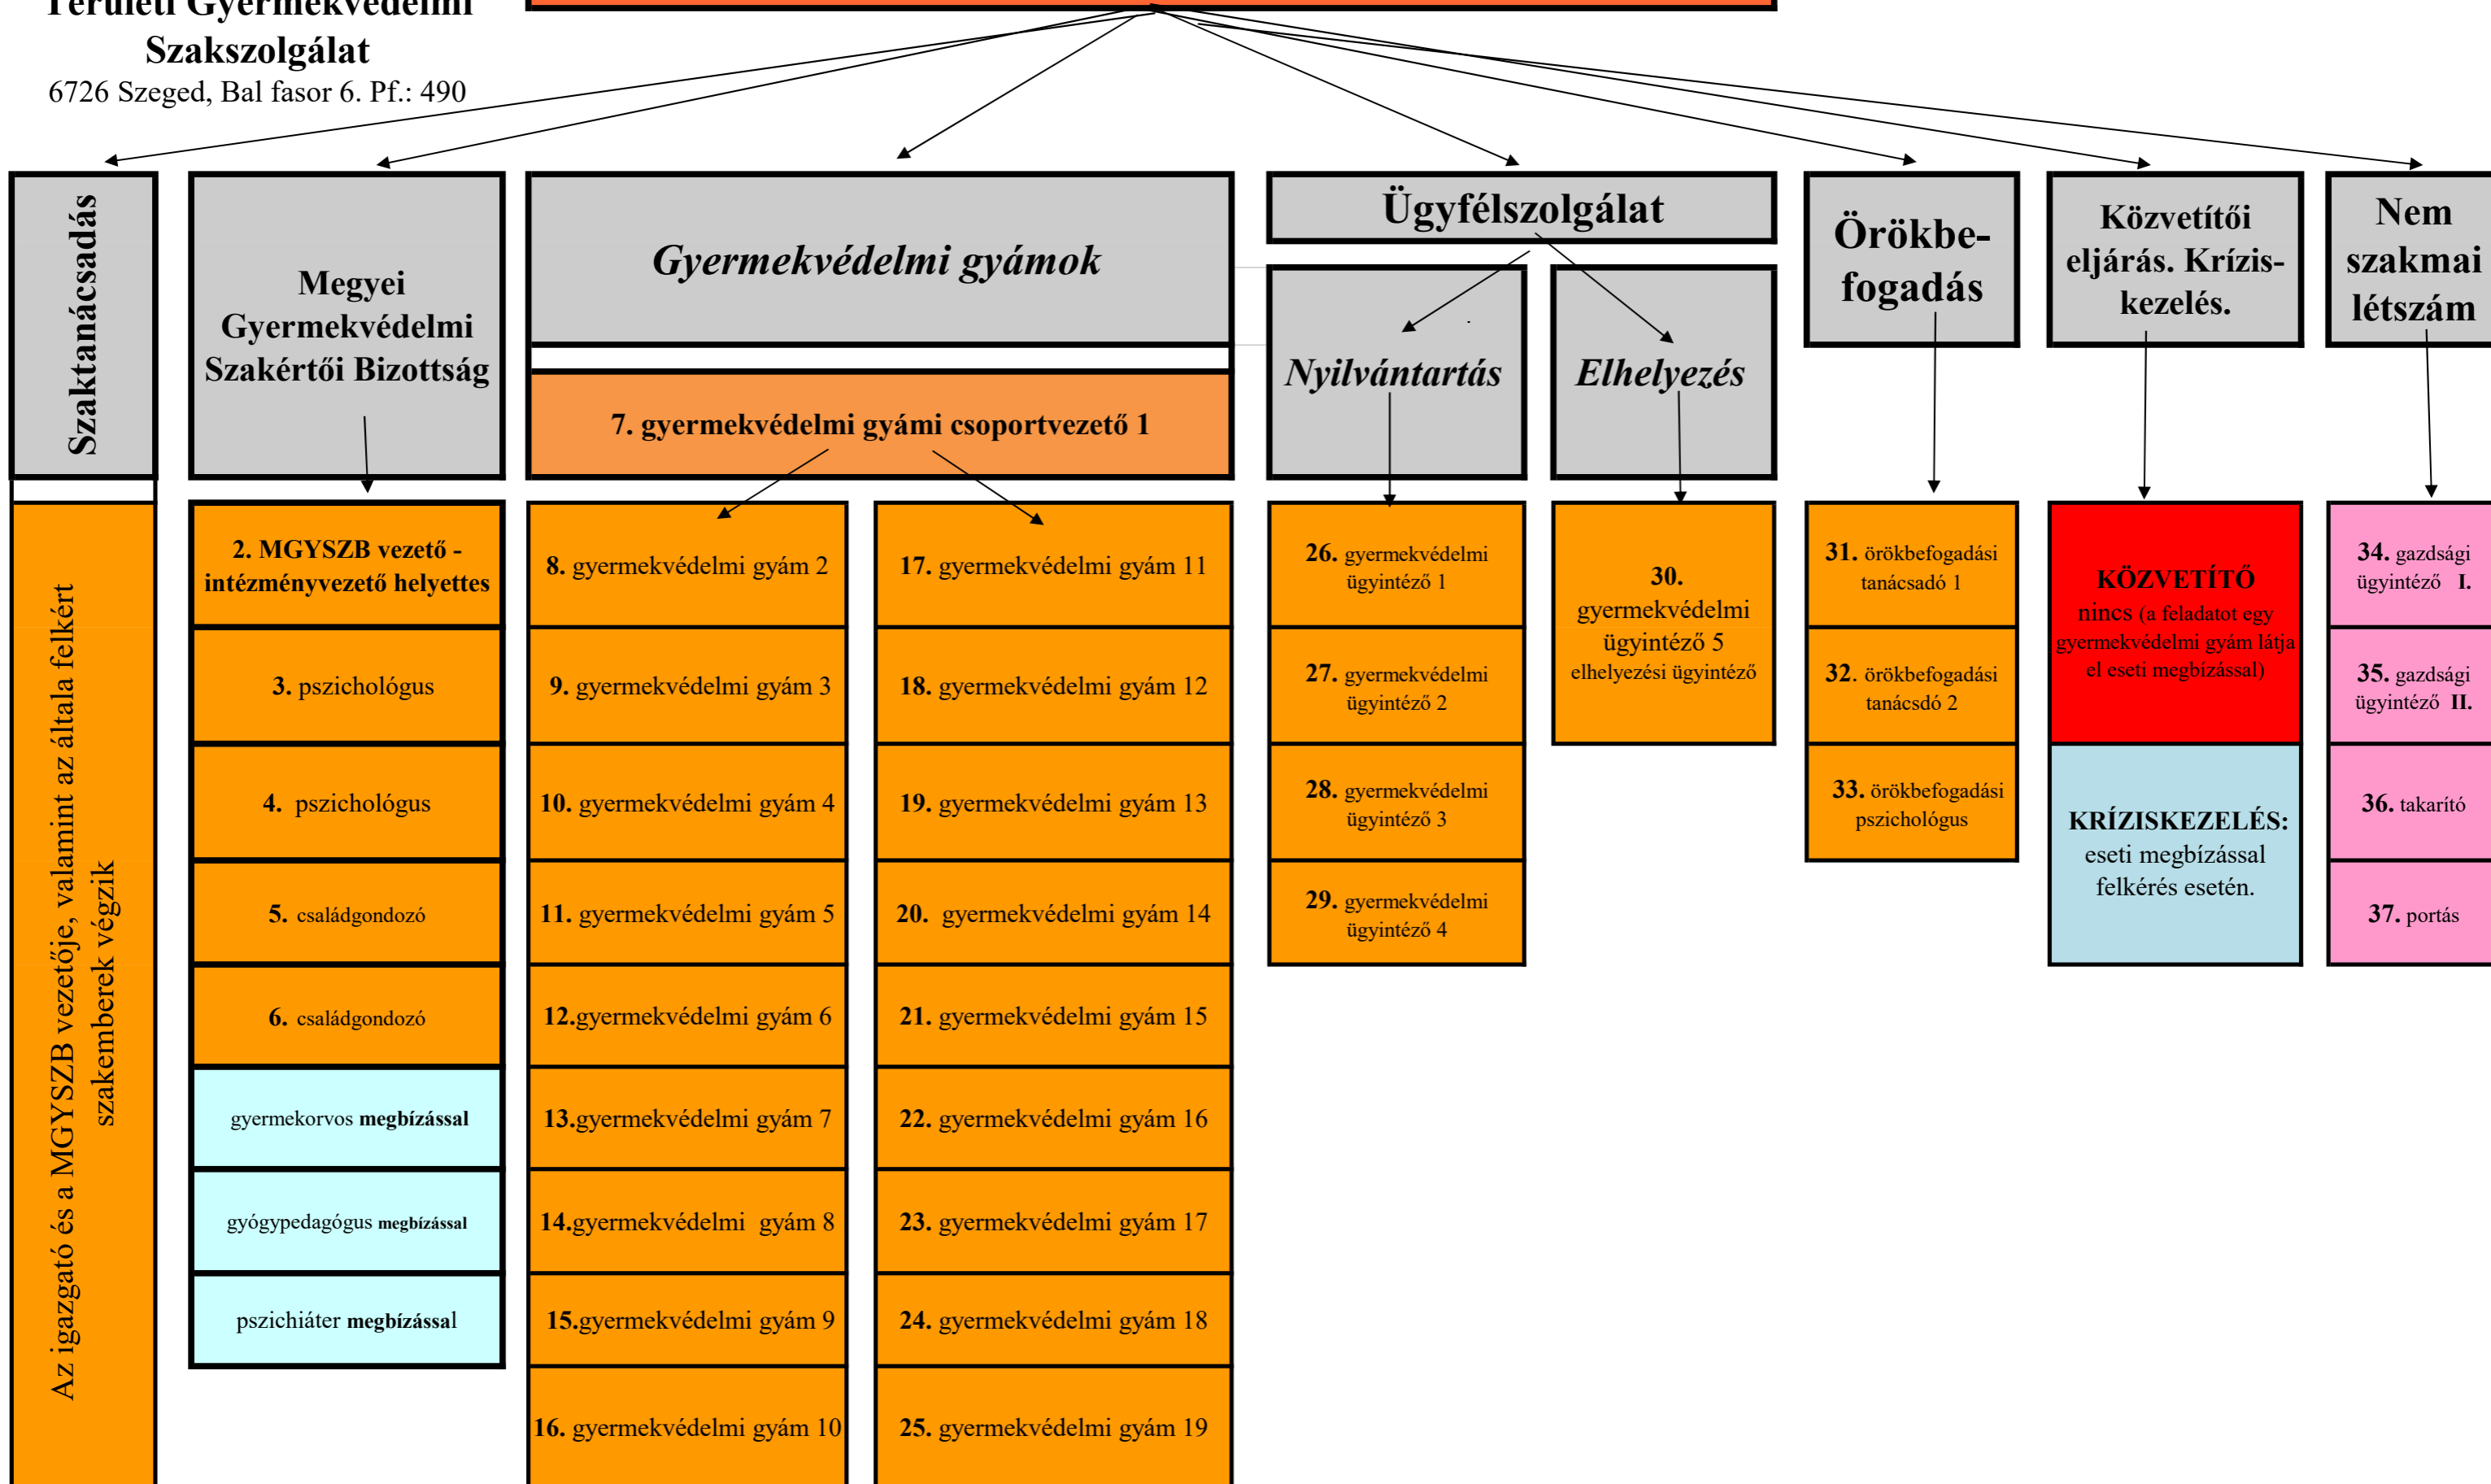 Területi Gyermekvédelmi
Szakszolgálat
6726 Szeged, Bal fasor 6. Pf.: 490
Szaktanácsadás
Az igazgató és a MGYSZB vezetője, valamint az általa felkért
szakemberek végzik
Megyei
Gyermekvédelmi
Szakértői Bizottság
2. MGYSZB vezető -
intézményvezető helyettes
3. pszichológus
4. pszichológus
5. családgondozó
6. családgondozó
gyermekorvos megbízással
gyógypedagógus megbízással
pszichiáter megbízással
Gyermekvédelmi gyámok
7. gyermekvédelmi gyámi csoportvezető 1
8. gyermekvédelmi gyám 2
9. gyermekvédelmi gyám 3
10. gyermekvédelmi gyám 4
11. gyermekvédelmi gyám 5
12.gyermekvédelmi gyám 6
13.gyermekvédelmi gyám 7
14.gyermekvédelmi gyám 8
15.gyermekvédelmi gyám 9
16. gyermekvédelmi gyám 10
17. gyermekvédelmi gyám 11
18. gyermekvédelmi gyám 12
19. gyermekvédelmi gyám 13
20. gyermekvédelmi gyám 14
21. gyermekvédelmi gyám 15
22. gyermekvédelmi gyám 16
23. gyermekvédelmi gyám 17
24. gyermekvédelmi gyám 18
25. gyermekvédelmi gyám 19
Ügyfélszolgálat
Nyilvántartás
26. gyermekvédelmi
ügyintéző 1
27. gyermekvédelmi
ügyintéző 2
28. gyermekvédelmi
ügyintéző 3
29. gyermekvédelmi
ügyintéző 4
Elhelyezés
30.
gyermekvédelmi
ügyintéző 5
elhelyezési ügyintéző
Örökbe-
fogadás
31. örökbefogadási
tanácsadó 1
32. örökbefogadási
tanácsdó 2
33. örökbefogadási
pszichológus
Közvetítői
eljárás. Krízis-
kezelés.
KÖZVETÍTŐ
nincs (a feladatot egy
gyermekvédelmi gyám látja
el eseti megbízással)
KRÍZISKEZELÉS:
eseti megbízással
felkérés esetén.
Nem
szakmai
létszám
34. gazdsági
ügyintéző I.
35. gazdsági
ügyintéző II.
36. takarító
37. portás